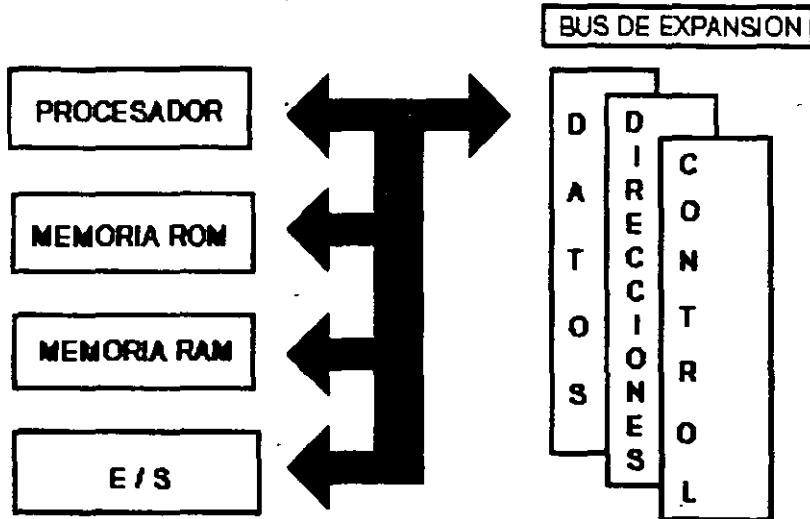 BUS DE EXPANSION
PROCESADOR
MEMORIA ROM
MEMORIA RAM
E / S
DATOS
DIRECCIONES
CONTROL